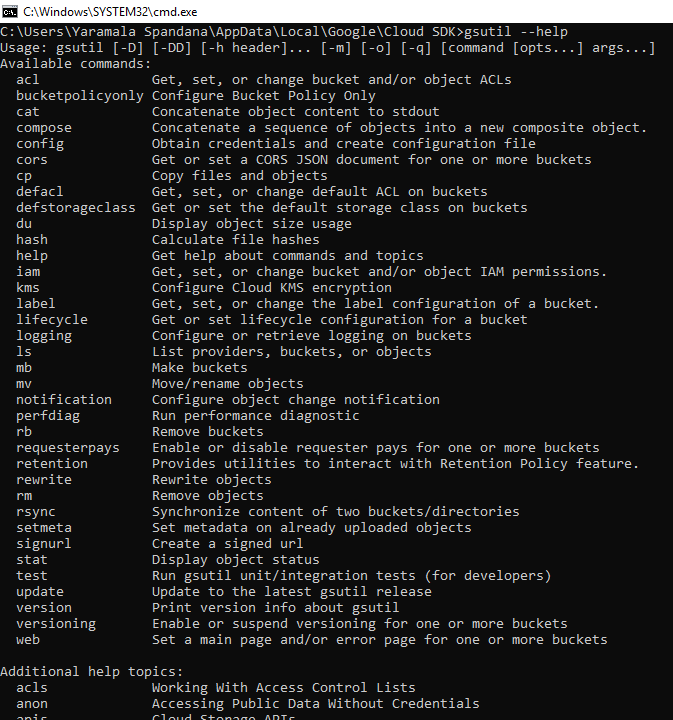 C:\Windows\SYSTEM32\cmd.exe
C:\Users\Yaramala Spandana\AppData\Local\Google\Cloud SDK>gsutil --help
Usage: gsutil [-D] [-DD] [-h header]... [-m] [-o] [-q] [command [opts...] args...]
Available commands:
  acl             Get, set, or change bucket and/or object ACLs
  bucketpolicyonly Configure Bucket Policy Only
  cat             Concatenate object content to stdout
  compose         Concatenate a sequence of objects into a new composite object.
  config          Obtain credentials and create configuration file
  cors            Get or set a CORS JSON document for one or more buckets
  cp              Copy files and objects
  defacl          Get, set, or change default ACL on buckets
  defstorageclass Get or set the default storage class on buckets
  du              Display object size usage
  hash            Calculate file hashes
  help            Get help about commands and topics
  iam             Get, set, or change bucket and/or object IAM permissions.
  kms             Configure Cloud KMS encryption
  label           Get, set, or change the label configuration of a bucket.
  lifecycle       Get or set lifecycle configuration for a bucket
  logging         Configure or retrieve logging on buckets
  ls              List providers, buckets, or objects
  mb              Make buckets
  mv              Move/rename objects
  notification    Configure object change notification
  perfdiag        Run performance diagnostic
  rb              Remove buckets
  requesterpays   Enable or disable requester pays for one or more buckets
  retention       Provides utilities to interact with Retention Policy feature.
  rewrite         Rewrite objects
  rm              Remove objects
  rsync           Synchronize content of two buckets/directories
  setmeta         Set metadata on already uploaded objects
  signurl         Create a signed url
  stat            Display object status
  test            Run gsutil unit/integration tests (for developers)
  update          Update to the latest gsutil release
  version         Print version info about gsutil
  versioning      Enable or suspend versioning for one or more buckets
  web             Set a main page and/or error page for one or more buckets
Additional help topics:
  acls            Working With Access Control Lists
  anon            Accessing Public Data Without Credentials
  apis            Cloud Storage APIs